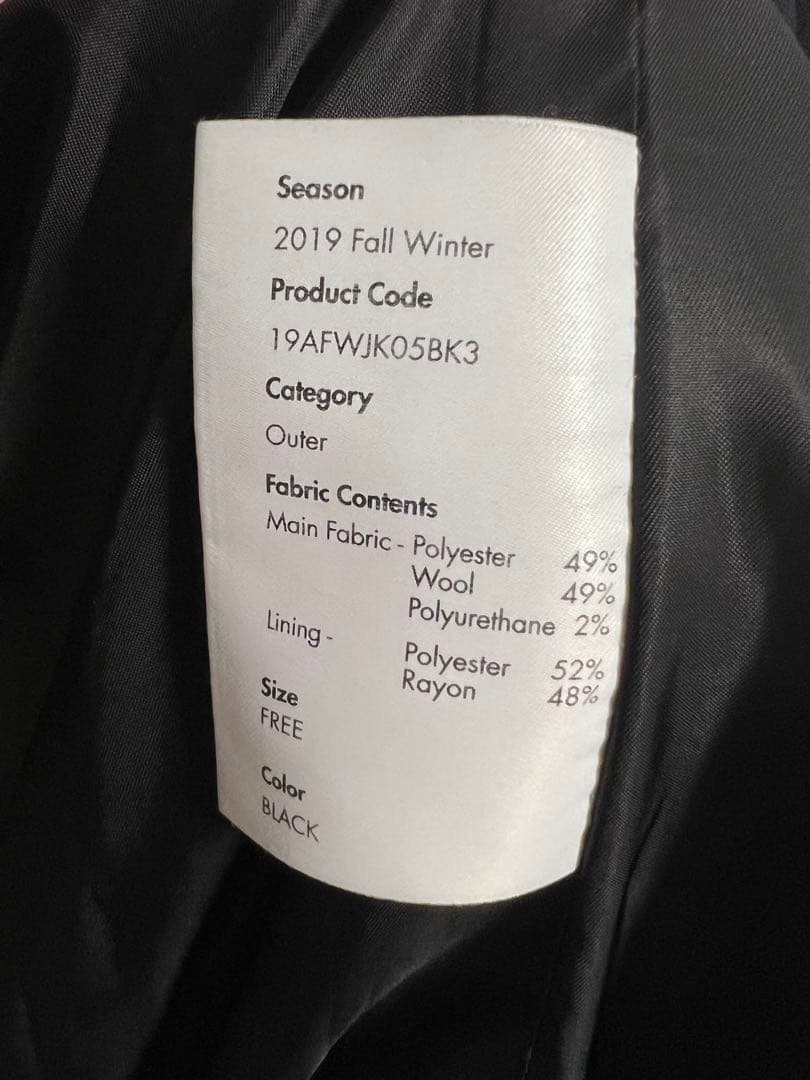 Season
2019 Fall Winter
Product Code
19AFWJK05BK3
Category
Outer
Fabric Contents
Main Fabric - Polyester 49%
Wool 49%
Polyurethane 2%
Lining - Polyester 52%
Rayon 48%
Size
FREE
Color
BLACK